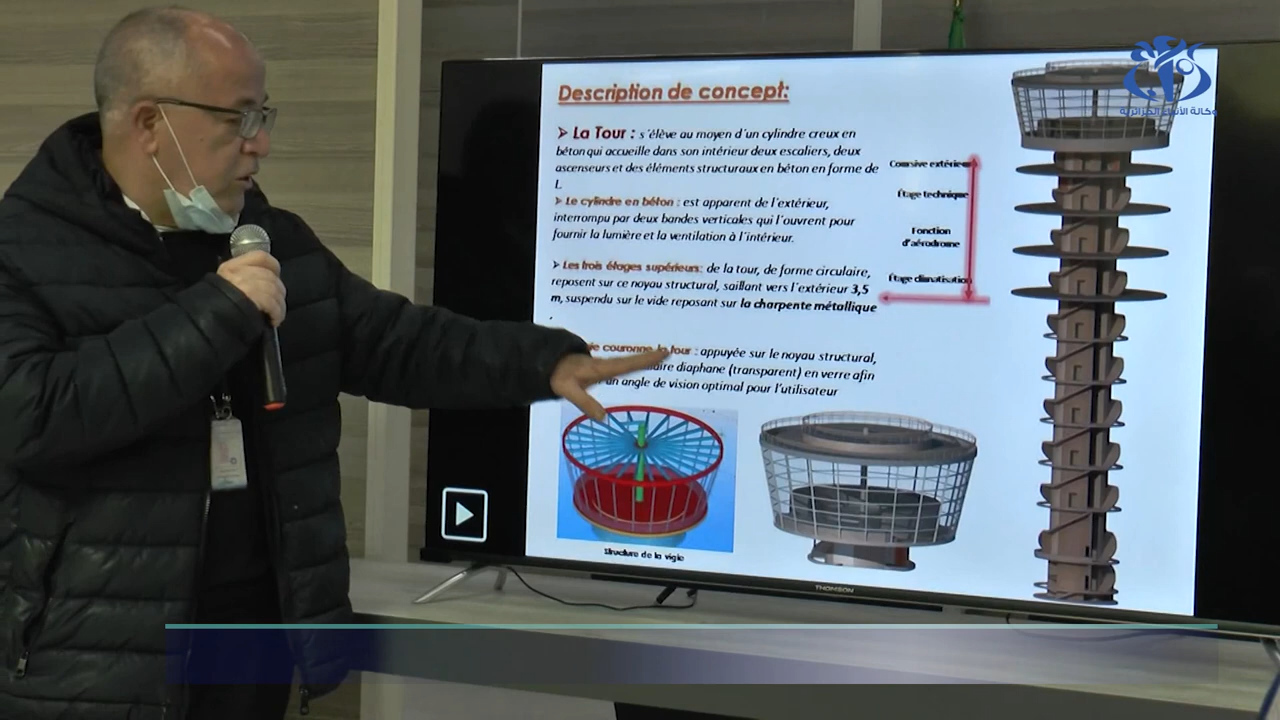 Description de concept:
➤ La Tour : s'élève au moyen d'un cylindre creux en
béton qui accueille dans son intérieur deux escaliers, deux
ascenseurs et des éléments structuraux en béton en forme de
L.
➤ Le cylindre en béton : est apparent de l'extérieur,
interrompu par deux bandes verticales qui l'ouvrent pour
fournir la lumière et la ventilation à l'intérieur.
➤ Les trois étages supérieurs: de la tour, de forme circulaire,
reposent sur ce noyau structural, saillant vers l'extérieur 3,5
m, suspendu sur le vide reposant sur la charpente métallique
.
couronne la tour : appuyée sur le noyau structural,
diaphane (transparent) en verre afin
un angle de vision optimal pour l'utilisateur
Coursive extérieure
Étage technique
Fonction
d'aérodrome
Étage climatisation
Structure de la vigie
THOMSON
وكالة الأنباء الجزائرية